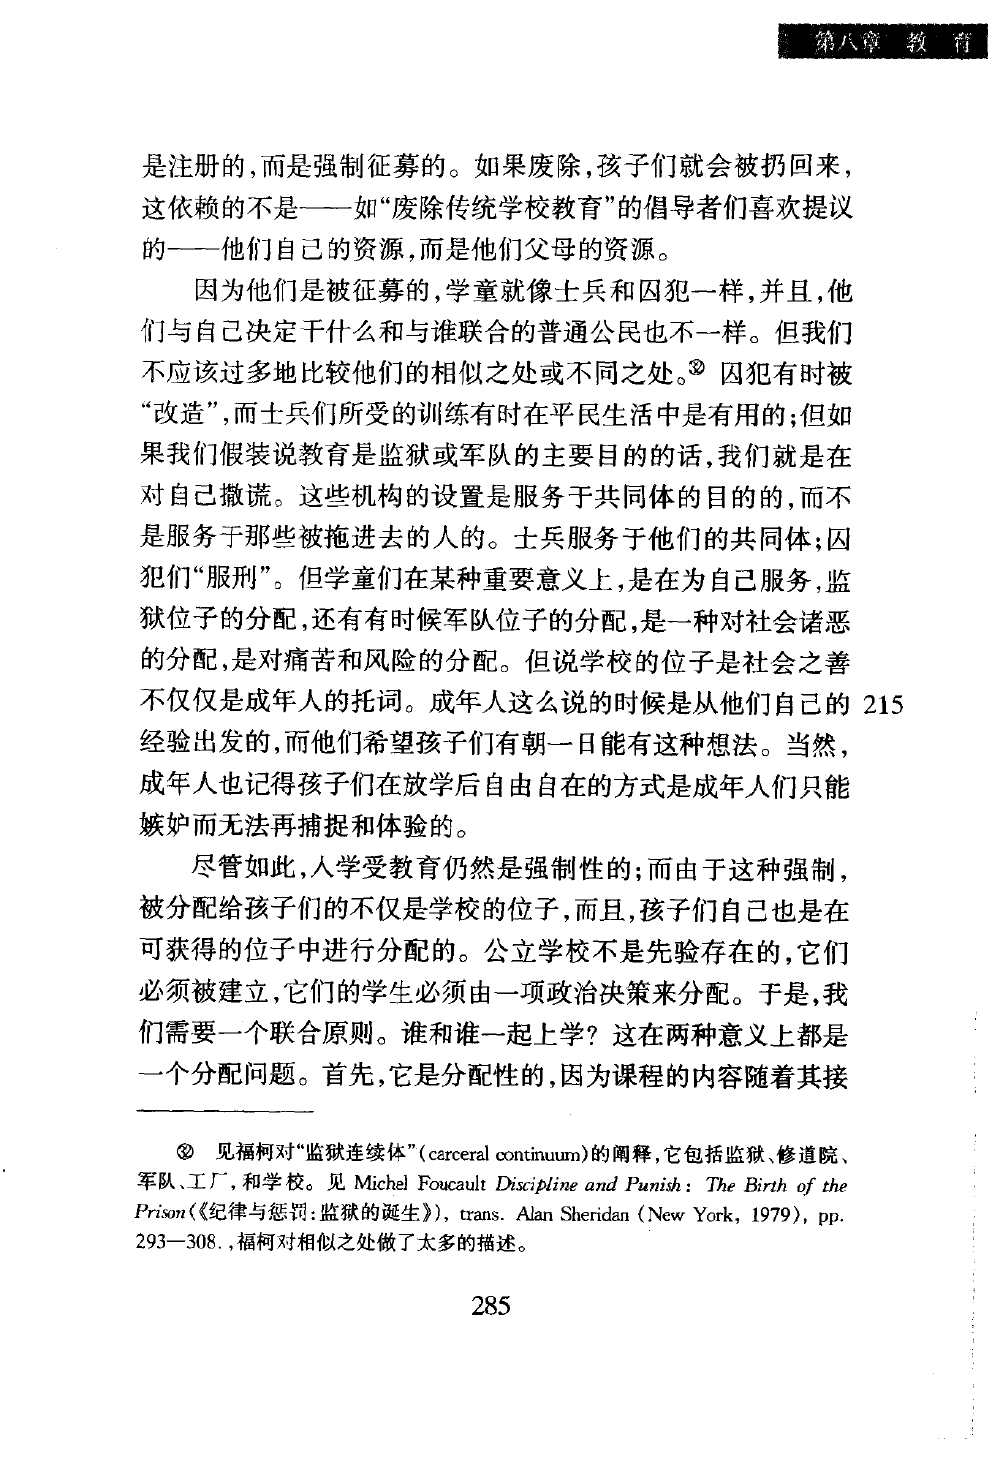 第八章 教 育
是注册的,而是强制征募的。如果废除,孩子们就会被扔回来,
这依赖的不是——如“废除传统学校教育”的倡导者们喜欢提议
的——他们自己的资源,而是他们父母的资源。
因为他们是被征募的,学童就像士兵和囚犯一样,并且,他
们与自己决定干什么和与谁联合的普通公民也不一样。但我们
不应该过多地比较他们的相似之处或不同之处。㉜ 囚犯有时被
“改造”,而士兵们所受的训练有时在平民生活中是有用的;但如
果我们假装说教育是监狱或军队的主要目的的话,我们就是在
对自己撒谎。这些机构的设置是服务于共同体的目的的,而不
是服务于那些被拖进去的人的。士兵服务于他们的共同体;囚
犯们“服刑”。但学童们在某种重要意义上,是在为自己服务,监
狱位子的分配,还有有时候军队位子的分配,是一种对社会诸恶
的分配,是对痛苦和风险的分配。但说学校的位子是社会之善
不仅仅是成年人的托词。成年人这么说的时候是从他们自己的 215
经验出发的,而他们希望孩子们有朝一日能有这种想法。当然,
成年人也记得孩子们在放学后自由自在的方式是成年人们只能
嫉妒而无法再捕捉和体验的。
尽管如此,入学受教育仍然是强制性的;而由于这种强制,
被分配给孩子们的不仅是学校的位子,而且,孩子们自己也是在
可获得的位子中进行分配的。公立学校不是先验存在的,它们
必须被建立,它们的学生必须由一项政治决策来分配。于是,我
们需要一个联合原则。谁和谁一起上学? 这在两种意义上都是
一个分配问题。首先,它是分配性的,因为课程的内容随着其接
㉜ 见福柯对“监狱连续体”(carceral continuum)的阐释,它包括监狱、修道院、
军队、工厂,和学校。见 Michel Foucault Discipline and Punish: The Birth of the
Prison(《纪律与惩罚:监狱的诞生》), trans. Alan Sheridan (New York, 1979), pp.
293—308.,福柯对相似之处做了太多的描述。
285